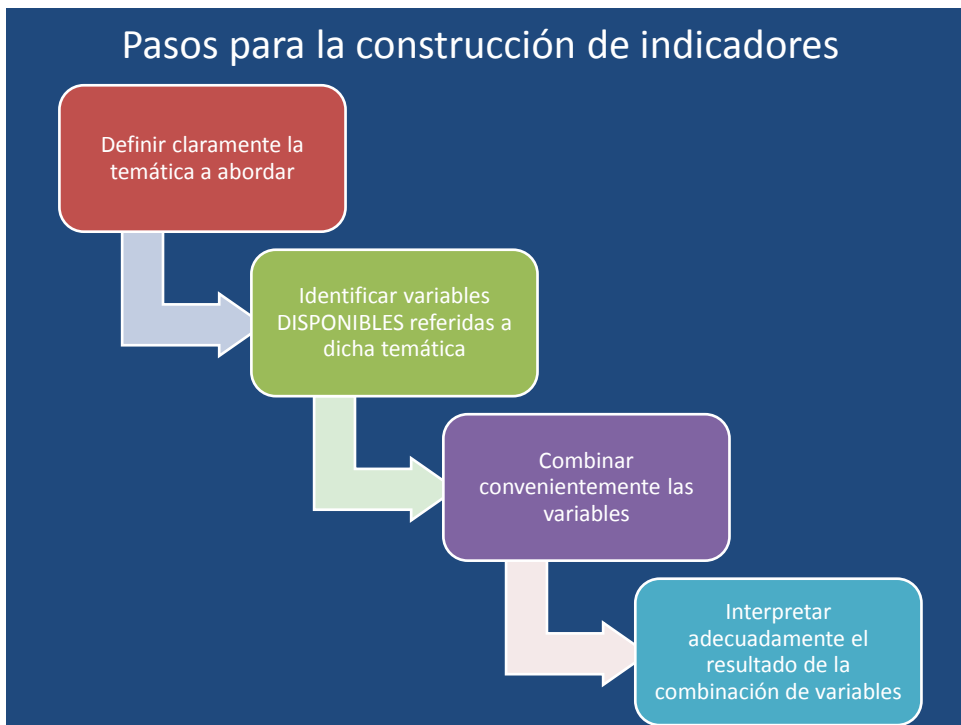 Pasos para la construcción de indicadores
Definir claramente la
temática a abordar
Identificar variables
DISPONIBLES referidas a
dicha temática
Combinar
convenientemente las
variables
Interpretar
adecuadamente el
resultado de la
combinación de variables